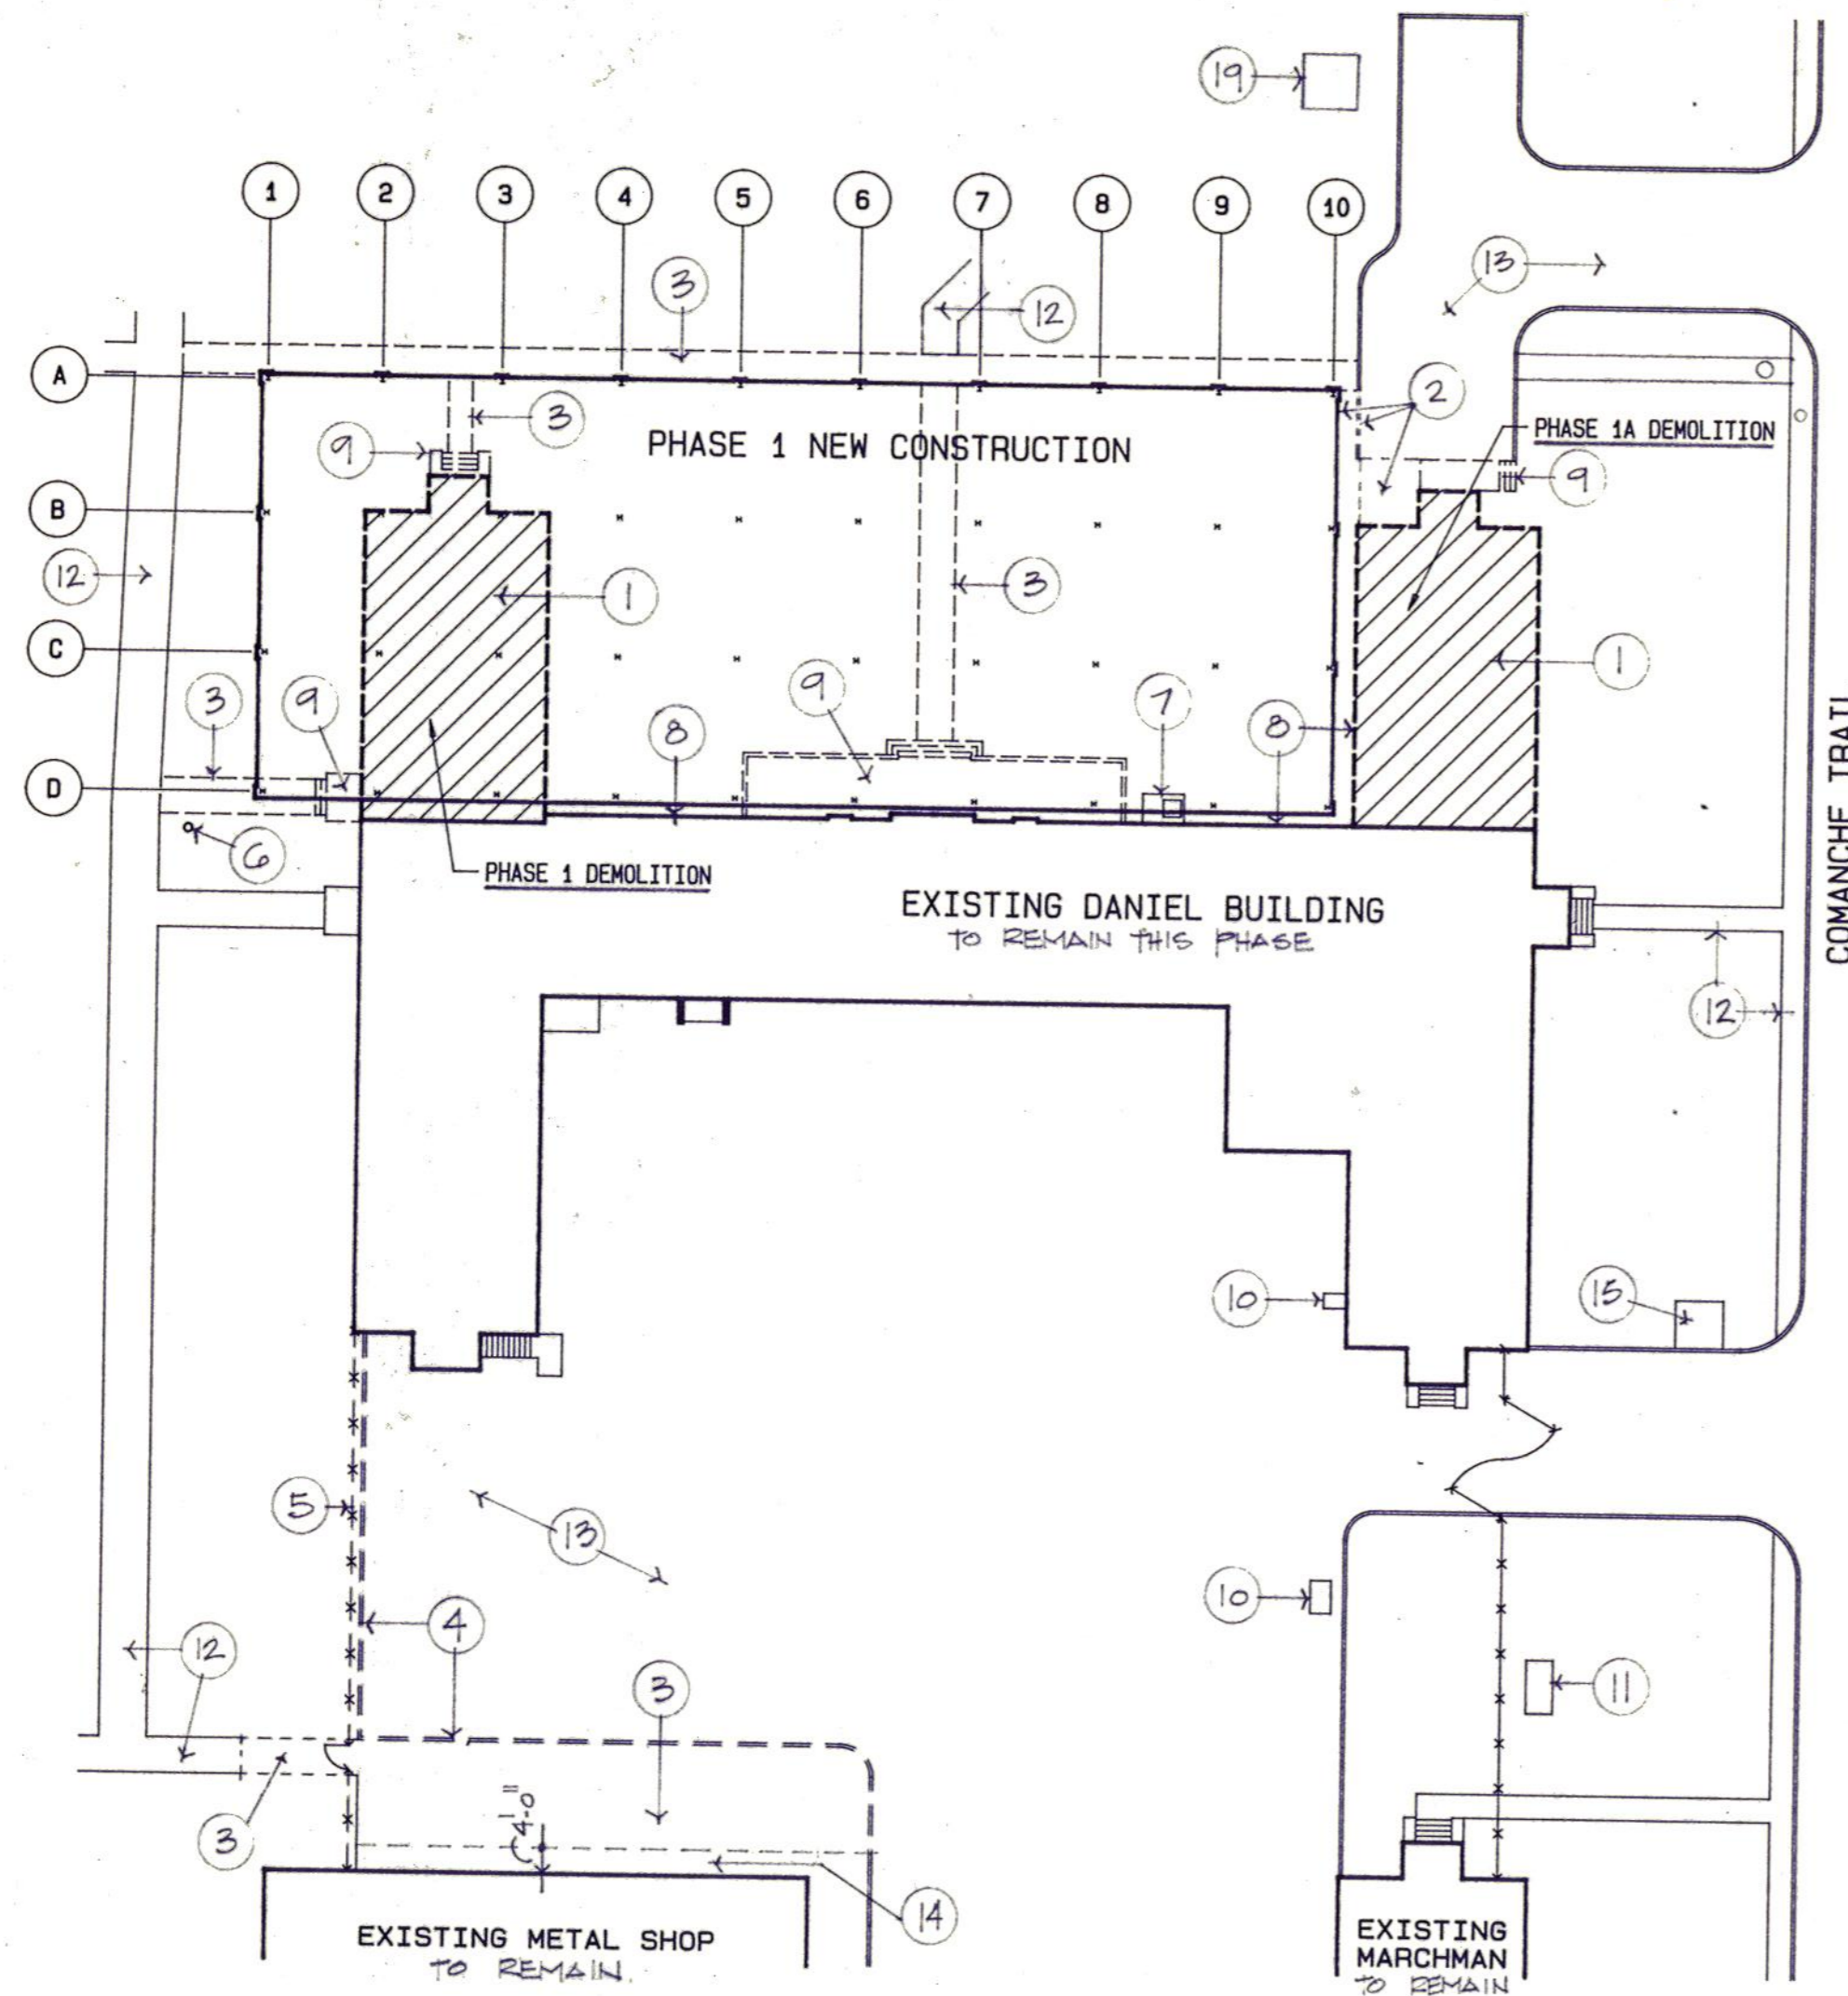 19
1 2 3 4 5 6 7 8 9 10
13
3
12
A
2
3
PHASE 1 NEW CONSTRUCTION
PHASE 1A DEMOLITION
9
9
B
12
1
3
C
1
3
9
9
7
8
8
D
6
PHASE 1 DEMOLITION
EXISTING DANIEL BUILDING
TO REMAIN THIS PHASE
COMANCHE TRAIL
12
10
15
5
13
10
4
12
3
11
3
4'-0"
14
EXISTING METAL SHOP
TO REMAIN.
EXISTING
MARCHMAN
TO REMAIN